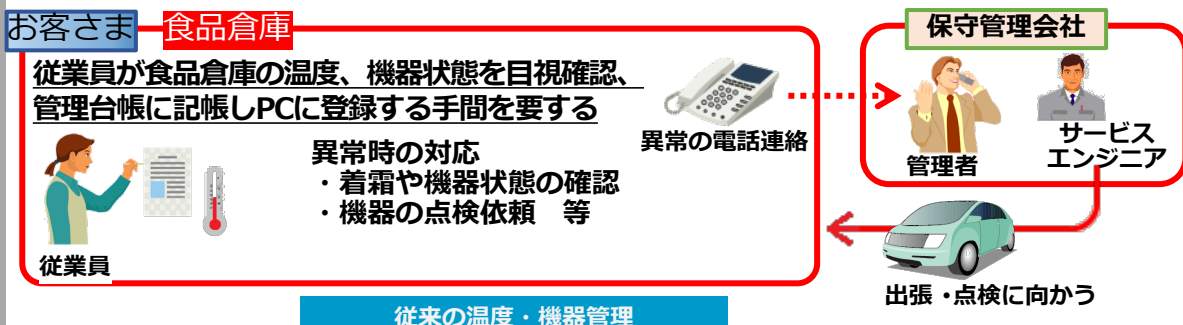 お客さま
食品倉庫
従業員が食品倉庫の温度、機器状態を目視確認、
管理台帳に記帳しPCに登録する手間を要する
異常時の対応
・着霜や機器状態の確認
・機器の点検依頼　等
従業員
異常の電話連絡
保守管理会社
管理者
サービス
エンジニア
出張・点検に向かう
従来の温度・機器管理